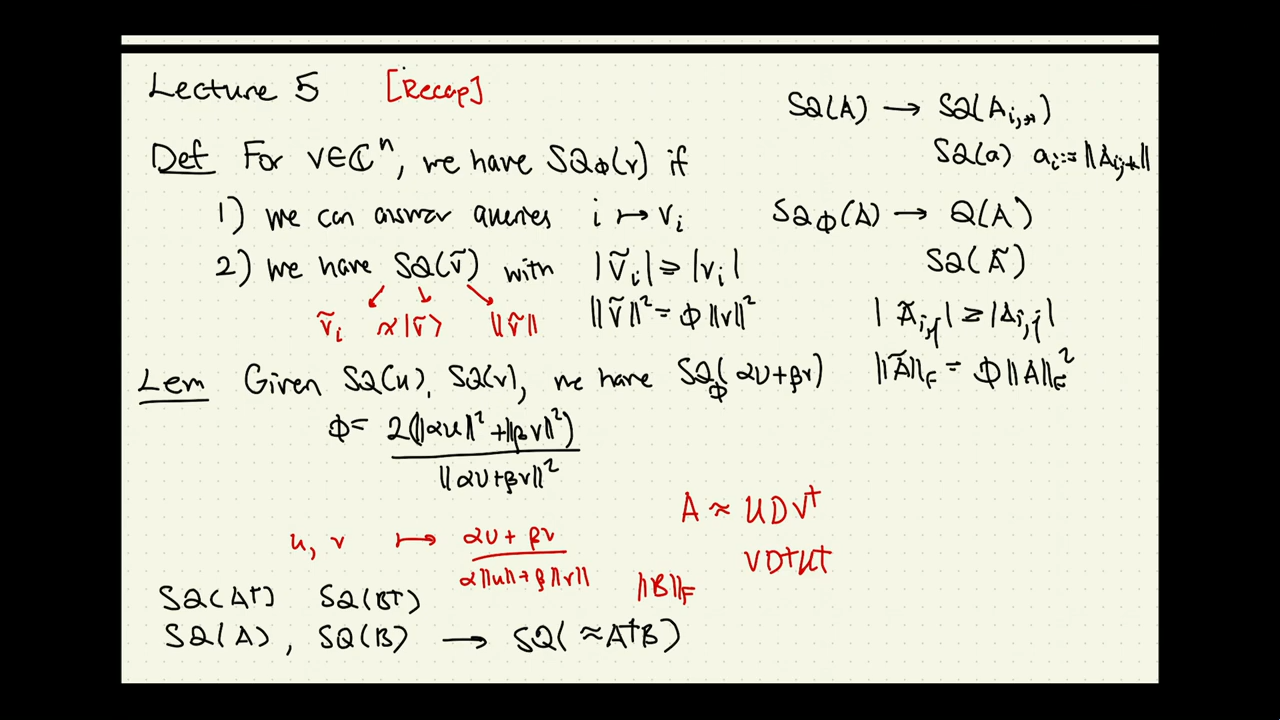 Lecture 5 [Recap]
SQ(A) → SQ(A_{i,*})
SQ(a) a_i := ||A_{i,*}||
Def For v∈ℂ^n, we have SQ_ϕ(v) if
1) we can answer queries i ↦ v_i
2) we have SQ(ṽ) with |ṽ_i| ≥ |v_i|
ṽ_i ∝|ṽ⟩ ||ṽ|| ||ṽ||² = ϕ||v||²
SQ_ϕ(A) → Q(A)
SQ(Ã)
|Ã_{i,j}| ≥ |A_{i,j}|
||Ã||_F = ϕ||A||_F²
Lem Given SQ(u), SQ(v), we have SQ_ϕ(αu+βv)
ϕ = 2(||αu||²+||βv||²)
||αu+βv||²
A ≈ UDV†
VD†U†
u, v ↦ αu + βv
α||u||+β||v||
||B||_F
SQ(A†) SQ(B†)
SQ(A), SQ(B) → SQ(≈A†B)